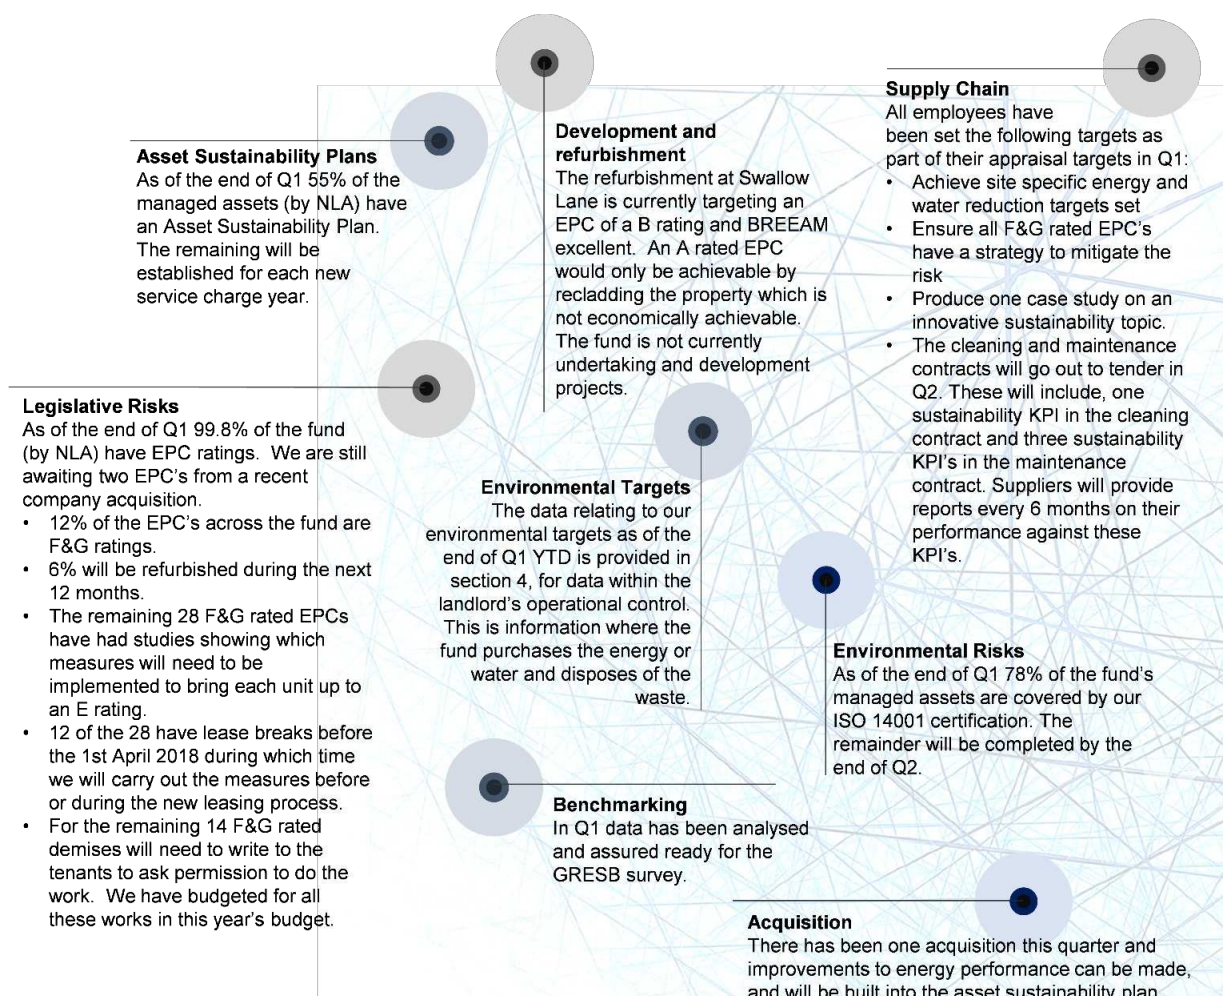 Asset Sustainability Plans
As of the end of Q1 55% of the
managed assets (by NLA) have
an Asset Sustainability Plan.
The remaining will be
established for each new
service charge year.
Development and
refurbishment
The refurbishment at Swallow
Lane is currently targeting an
EPC of a B rating and BREEAM
excellent.  An A rated EPC
would only be achievable by
recladding the property which is
not economically achievable.
The fund is not currently
undertaking and development
projects.
Supply Chain
All employees have
been set the following targets as
part of their appraisal targets in Q1:
• Achieve site specific energy and
water reduction targets set
• Ensure all F&G rated EPC's
have a strategy to mitigate the
risk
• Produce one case study on an
innovative sustainability topic.
• The cleaning and maintenance
contracts will go out to tender in
Q2. These will include, one
sustainability KPI in the cleaning
contract and three sustainability
KPI's in the maintenance
contract. Suppliers will provide
reports every 6 months on their
performance against these
KPI's.
Legislative Risks
As of the end of Q1 99.8% of the fund
(by NLA) have EPC ratings.  We are still
awaiting two EPC's from a recent
company acquisition.
• 12% of the EPC's across the fund are
F&G ratings.
• 6% will be refurbished during the next
12 months.
• The remaining 28 F&G rated EPCs
have had studies showing which
measures will need to be
implemented to bring each unit up to
an E rating.
• 12 of the 28 have lease breaks before
the 1st April 2018 during which time
we will carry out the measures before
or during the new leasing process.
• For the remaining 14 F&G rated
demises will need to write to the
tenants to ask permission to do the
work.  We have budgeted for all
these works in this year's budget.
Environmental Targets
The data relating to our
environmental targets as of the
end of Q1 YTD is provided in
section 4, for data within the
landlord's operational control.
This is information where the
fund purchases the energy or
water and disposes of the
waste.
Environmental Risks
As of the end of Q1 78% of the fund's
managed assets are covered by our
ISO 14001 certification. The
remainder will be completed by the
end of Q2.
Benchmarking
In Q1 data has been analysed
and assured ready for the
GRESB survey.
Acquisition
There has been one acquisition this quarter and
improvements to energy performance can be made,
and will be built into the asset sustainability plan